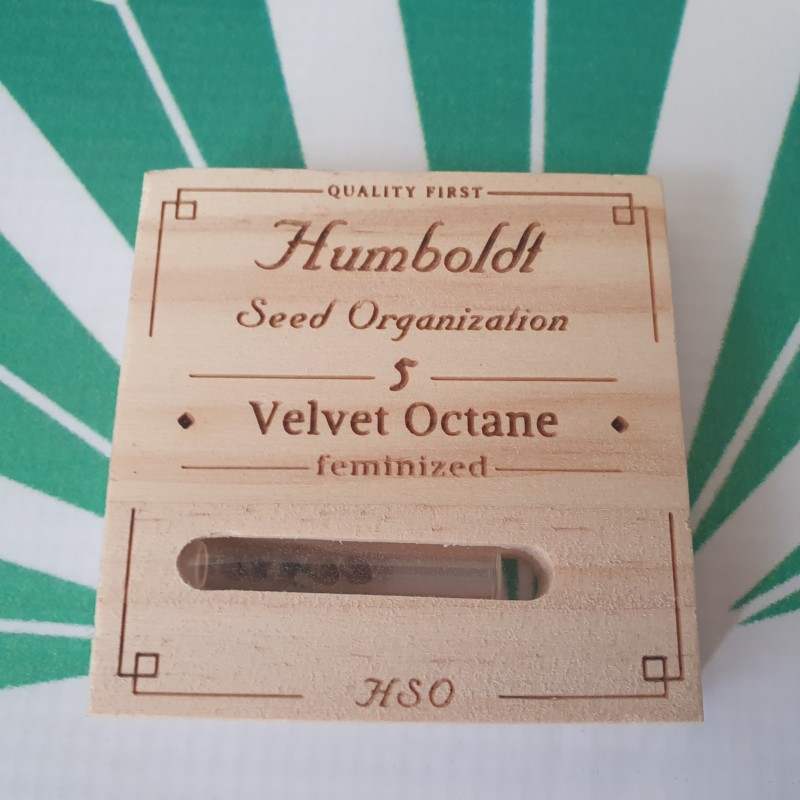 QUALITY FIRST
Humboldt
Seed Organization
5
Velvet Octane
feminized
HSO